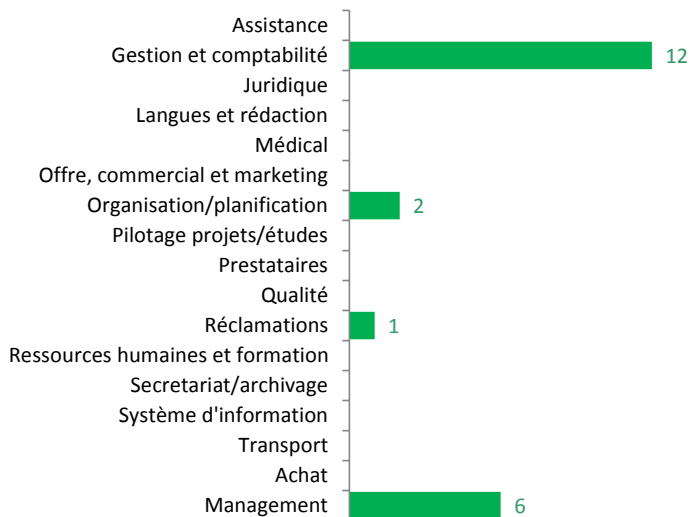 Assistance
Gestion et comptabilité 12
Juridique
Langues et rédaction
Médical
Offre, commercial et marketing
Organisation/planification 2
Pilotage projets/études
Prestataires
Qualité
Réclamations 1
Ressources humaines et formation
Secretariat/archivage
Système d'information
Transport
Achat
Management 6